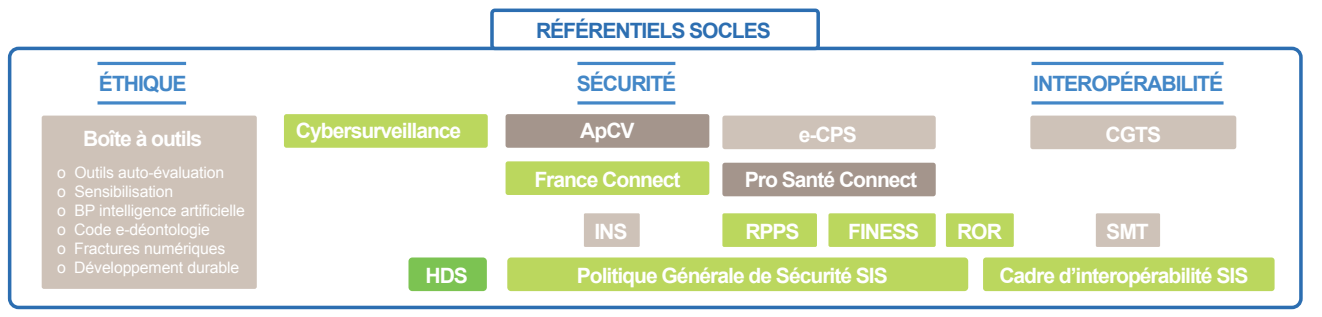 RÉFÉRENTIELS SOCLES
ÉTHIQUE
SÉCURITÉ
INTEROPÉRABILITÉ
Boîte à outils
o Outils auto-évaluation
o Sensibilisation
o BP intelligence artificielle
o Code e-déontologie
o Fractures numériques
o Développement durable
Cybersurveillance
ApCV
e-CPS
CGTS
France Connect
Pro Santé Connect
INS
RPPS
FINESS
ROR
SMT
HDS
Politique Générale de Sécurité SIS
Cadre d’interopérabilité SIS